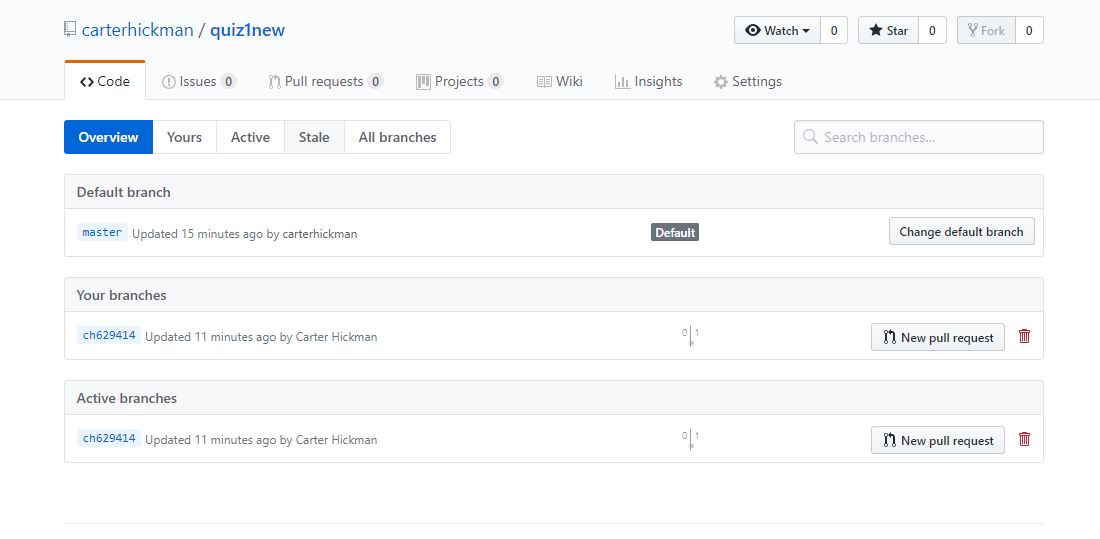 carterhickman / quiz1new
Watch 0 Star 0 Fork 0
Code Issues 0 Pull requests 0 Projects 0 Wiki Insights Settings
Overview Yours Active Stale All branches Search branches...
Default branch
master Updated 15 minutes ago by carterhickman Default Change default branch
Your branches
ch629414 Updated 11 minutes ago by Carter Hickman 0 1 New pull request
Active branches
ch629414 Updated 11 minutes ago by Carter Hickman 0 1 New pull request